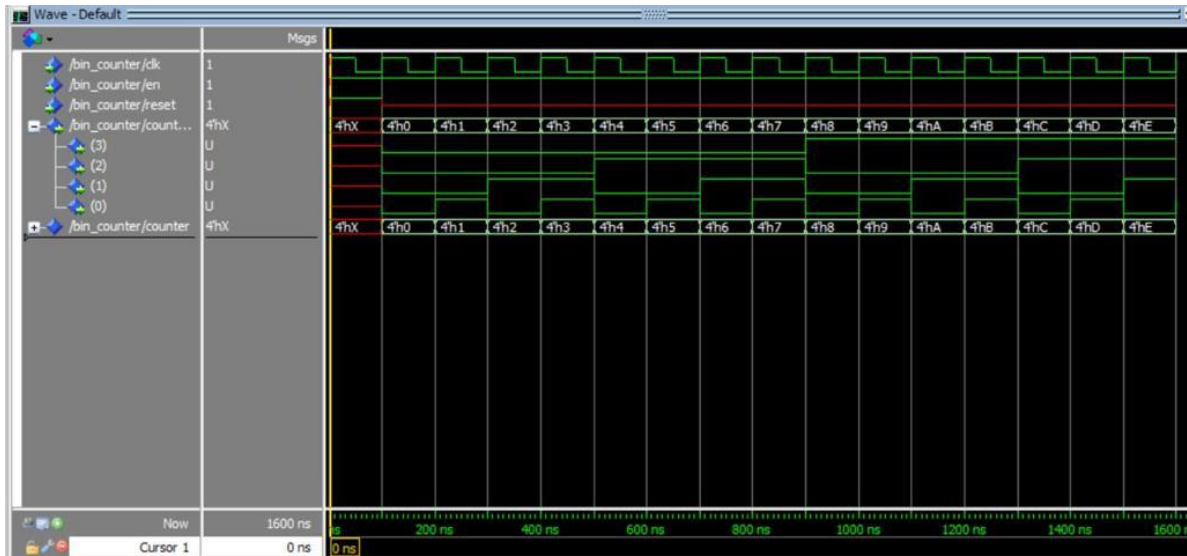 Wave - Default
Msgs
/bin_counter/clk 1
/bin_counter/en 1
/bin_counter/reset 1
/bin_counter/count... 4'hX 4'hX 4'h0 4'h1 4'h2 4'h3 4'h4 4'h5 4'h6 4'h7 4'h8 4'h9 4'hA 4'hB 4'hC 4'hD 4'hE
(3) U
(2) U
(1) U
(0) U
/bin_counter/counter 4'hX 4'hX 4'h0 4'h1 4'h2 4'h3 4'h4 4'h5 4'h6 4'h7 4'h8 4'h9 4'hA 4'hB 4'hC 4'hD 4'hE
Now 1600 ns ns 200 ns 400 ns 600 ns 800 ns 1000 ns 1200 ns 1400 ns 1600
Cursor 1 0 ns 0 ns